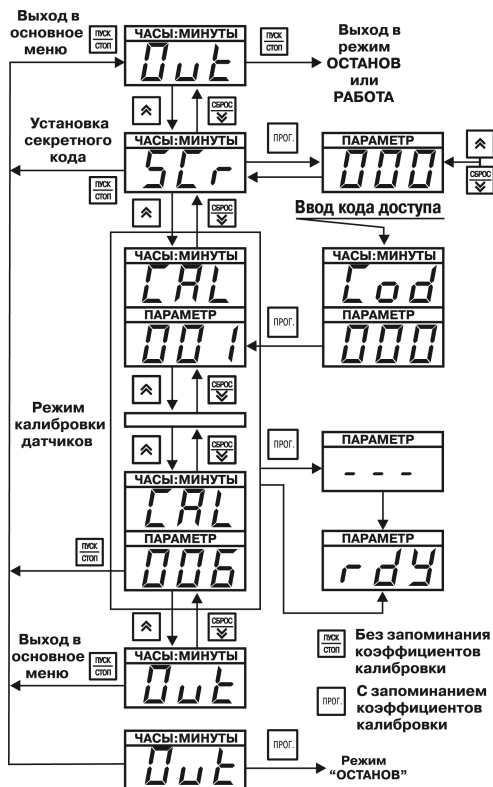 Выход в
основное
меню
ПУСК
СТОП
ЧАСЫ:МИНУТЫ
Out
ПУСК
СТОП
Выход в
режим
ОСТАНОВ
или
РАБОТА
СБРОС
Установка
секретного
кода
ПУСК
СТОП
ЧАСЫ:МИНУТЫ
SCr
ПРОГ.
ПАРАМЕТР
000
СБРОС
СБРОС
Ввод кода доступа
ЧАСЫ:МИНУТЫ
CAL
ПАРАМЕТР
001
ПРОГ.
ЧАСЫ:МИНУТЫ
Cod
ПАРАМЕТР
000
СБРОС
Режим
калибровки
датчиков
СБРОС
ПРОГ.
ПАРАМЕТР
- - -
ЧАСЫ:МИНУТЫ
CAL
ПАРАМЕТР
006
ПУСК
СТОП
ПАРАМЕТР
rdY
СБРОС
ПУСК
СТОП
Без запоминания
коэффициентов
калибровки
Выход в
основное
меню
ПУСК
СТОП
ЧАСЫ:МИНУТЫ
Out
ПРОГ.
С запоминанием
коэффициентов
калибровки
ЧАСЫ:МИНУТЫ
Out
ПРОГ.
Режим
"ОСТАНОВ"